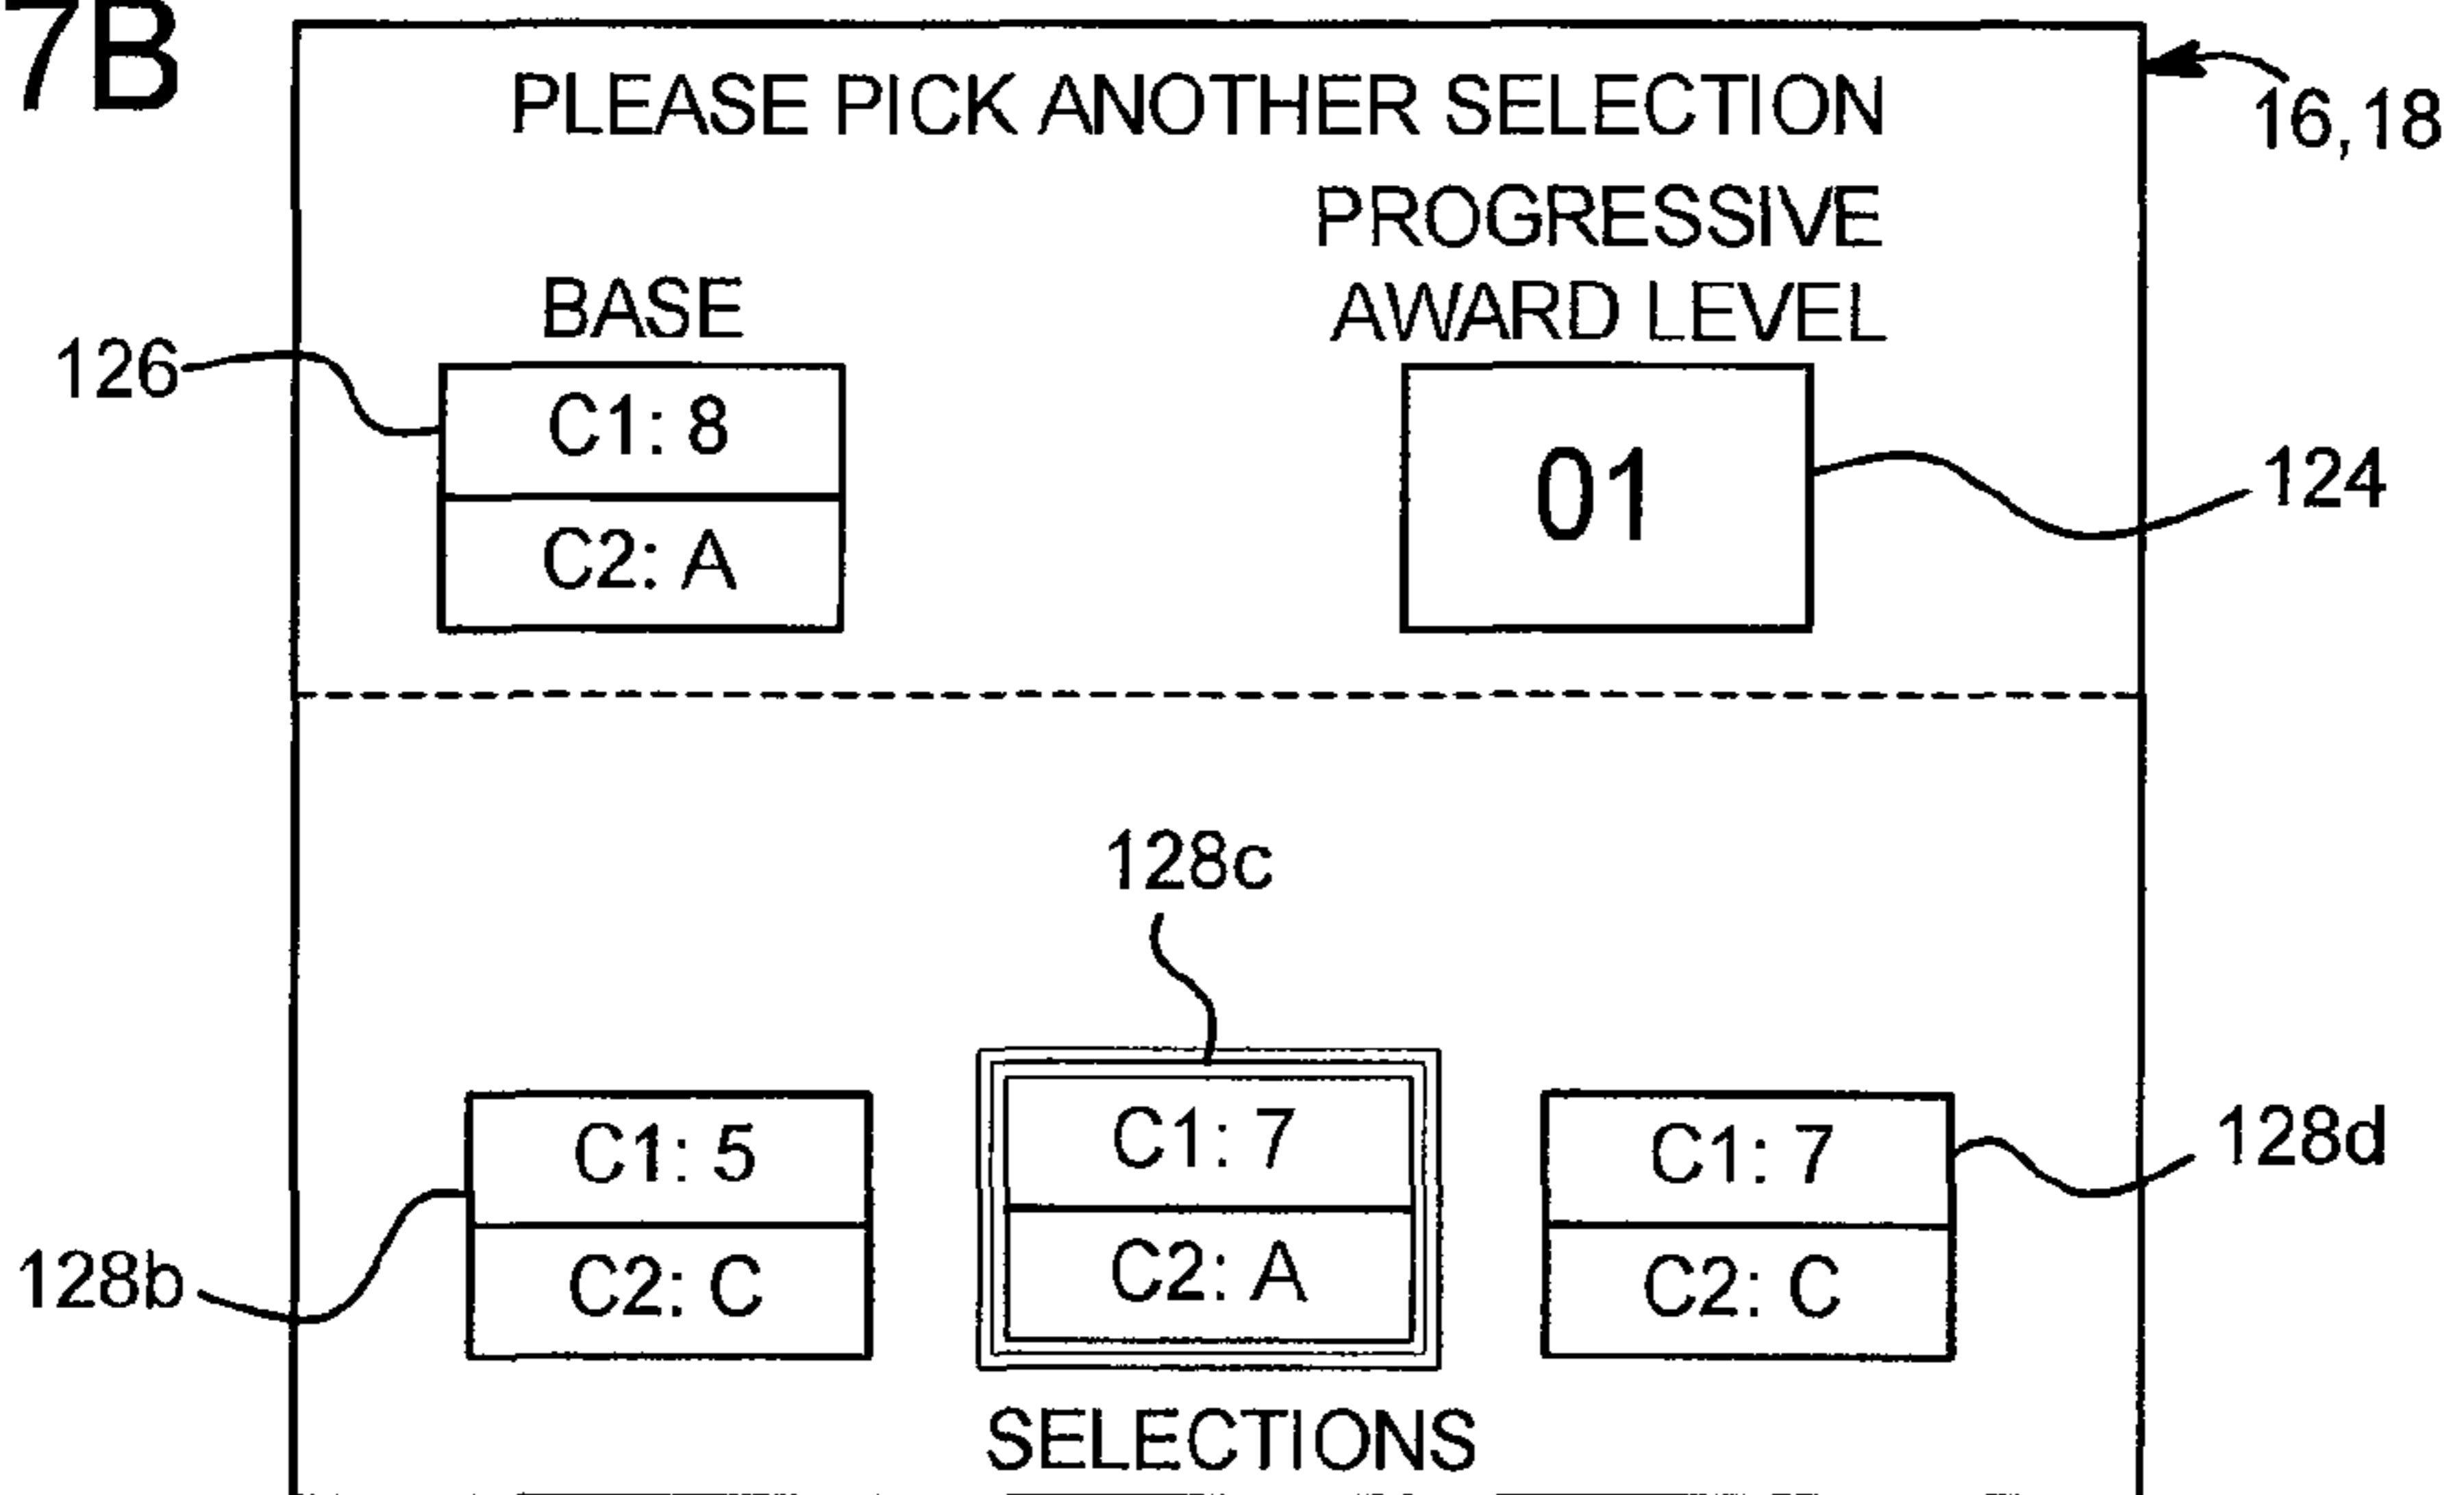 7B
PLEASE PICK ANOTHER SELECTION
16,18
PROGRESSIVE
AWARD LEVEL
BASE
126
C1: 8
C2: A
01
124
128c
C1: 5
C2: C
C1: 7
C2: A
C1: 7
C2: C
128d
128b
SELECTIONS